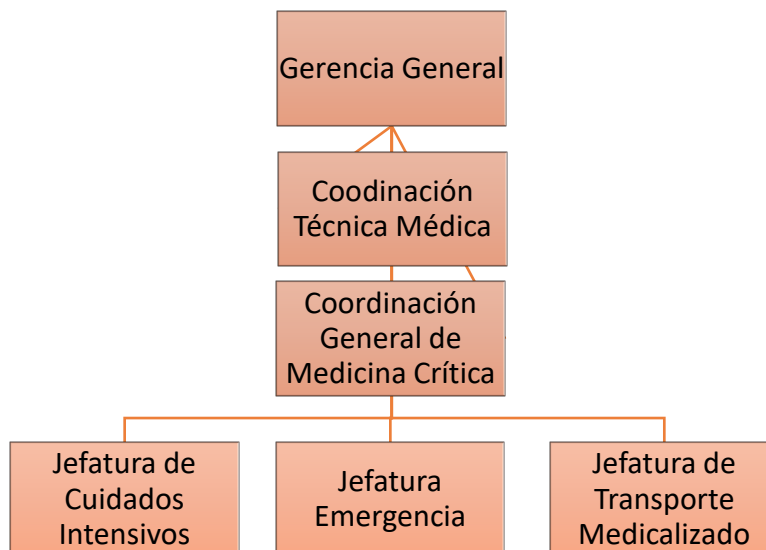 Gerencia General
Coodinación
Técnica Médica
Coordinación
General de
Medicina Crítica
Jefatura de
Cuidados
Intensivos
Jefatura
Emergencia
Jefatura de
Transporte
Medicalizado